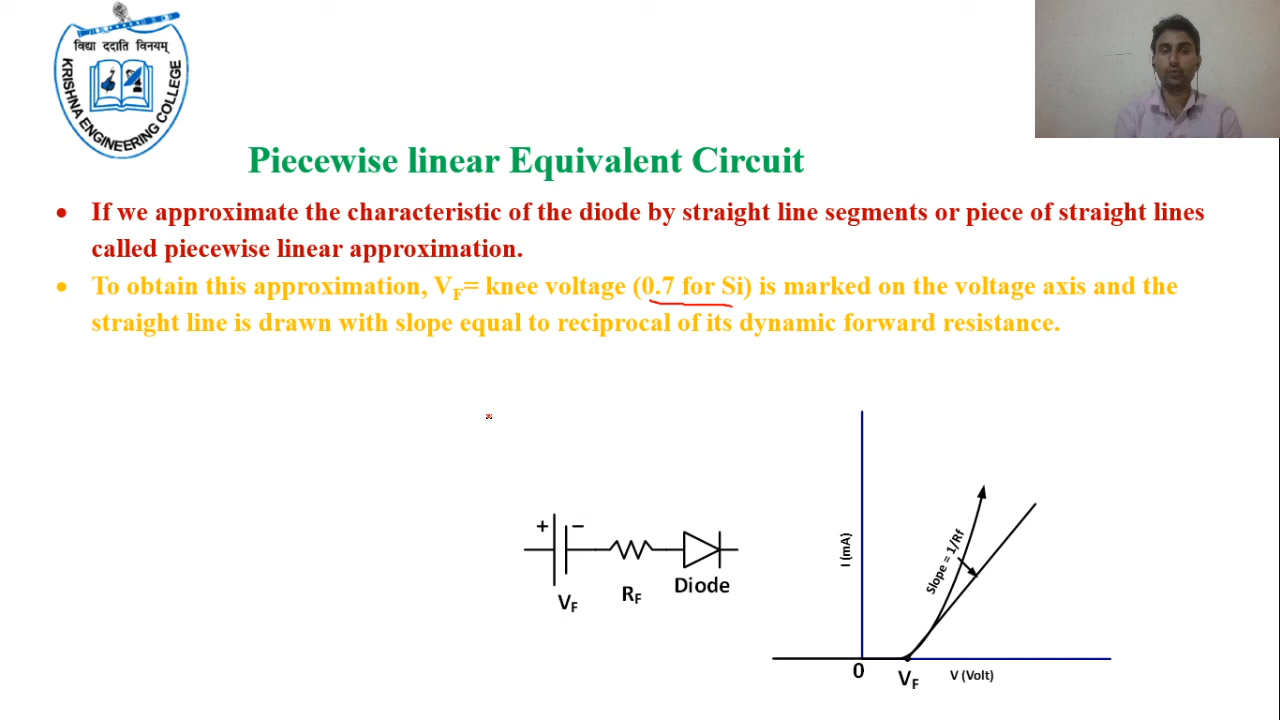 विद्या ददाति विनयम्
KRISHNA ENGINEERING COLLEGE
Piecewise linear Equivalent Circuit
• If we approximate the characteristic of the diode by straight line segments or piece of straight lines
called piecewise linear approximation.
• To obtain this approximation, V_F= knee voltage (0.7 for Si) is marked on the voltage axis and the
straight line is drawn with slope equal to reciprocal of its dynamic forward resistance.
+ −
V_F
R_F
Diode
I (mA)
Slope = 1/Rf
0
V_F
V (Volt)